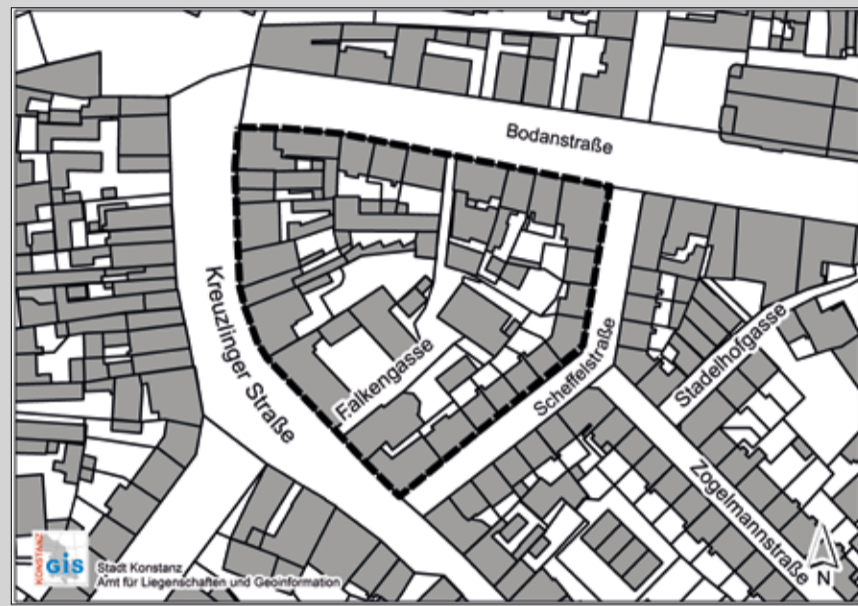 Bodanstraße
Kreuzlinger Straße
Falkengasse
Scheffelstraße
Stadelhofgasse
Zogelmannstraße
KONSTANZ
GIS
Stadt Konstanz
Amt für Liegenschaften und Geoinformation
N